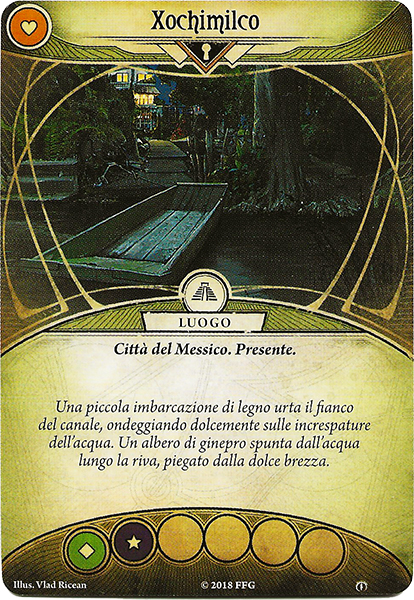 Xochimilco
LUOGO
Città del Messico. Presente.
Una piccola imbarcazione di legno urta il fianco
del canale, ondeggiando dolcemente sulle increspature
dell'acqua. Un albero di ginepro spunta dall'acqua
lungo la riva, piegato dalla dolce brezza.
Illus. Vlad Ricean
© 2018 FFG